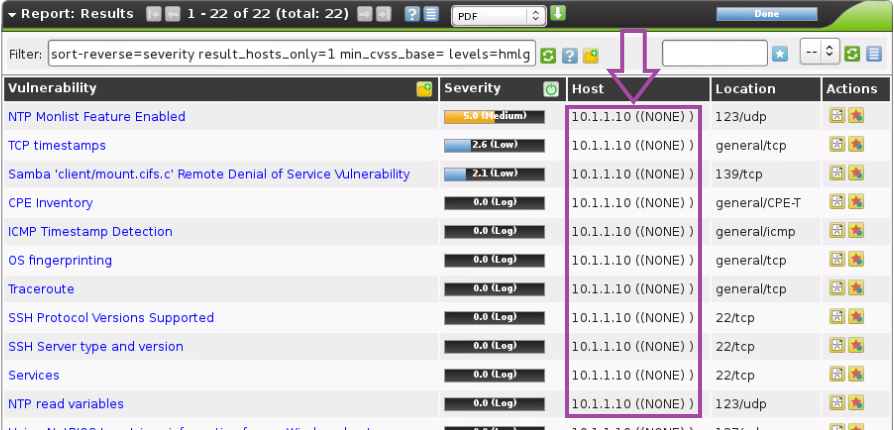 Report: Results 1 - 22 of 22 (total: 22) ? PDF Done
Filter: sort-reverse=severity result_hosts_only=1 min_cvss_base= levels=hmlg ? --
Vulnerability Severity Host Location Actions
NTP Monlist Feature Enabled 5.0 (Medium) 10.1.1.10 ((NONE) ) 123/udp
TCP timestamps 2.6 (Low) 10.1.1.10 ((NONE) ) general/tcp
Samba 'client/mount.cifs.c' Remote Denial of Service Vulnerability 2.1 (Low) 10.1.1.10 ((NONE) ) 139/tcp
CPE Inventory 0.0 (Log) 10.1.1.10 ((NONE) ) general/CPE-T
ICMP Timestamp Detection 0.0 (Log) 10.1.1.10 ((NONE) ) general/icmp
OS fingerprinting 0.0 (Log) 10.1.1.10 ((NONE) ) general/tcp
Traceroute 0.0 (Log) 10.1.1.10 ((NONE) ) general/tcp
SSH Protocol Versions Supported 0.0 (Log) 10.1.1.10 ((NONE) ) 22/tcp
SSH Server type and version 0.0 (Log) 10.1.1.10 ((NONE) ) 22/tcp
Services 0.0 (Log) 10.1.1.10 ((NONE) ) 22/tcp
NTP read variables 0.0 (Log) 10.1.1.10 ((NONE) ) 123/udp